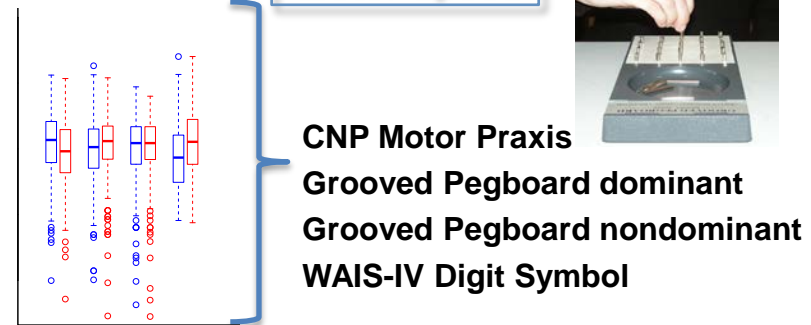 CNP Motor Praxis
Grooved Pegboard dominant
Grooved Pegboard nondominant
WAIS-IV Digit Symbol